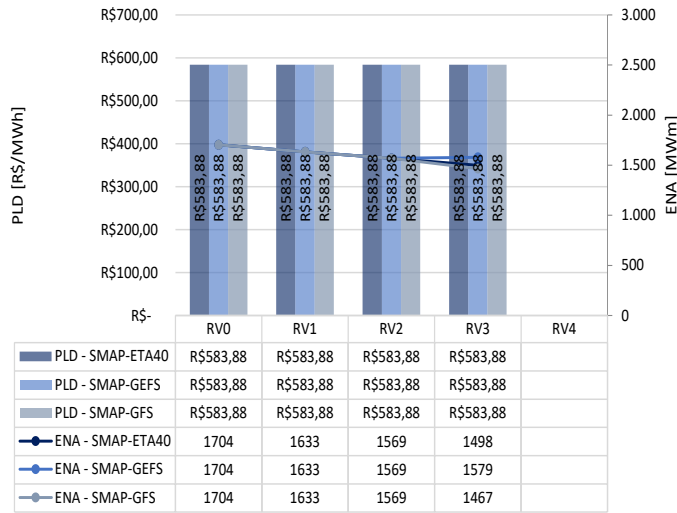 R$700,00
R$600,00
R$500,00
R$400,00
R$300,00
R$200,00
R$100,00
R$-
PLD [R$/MWh]
3.000
2.500
2.000
1.500
1.000
500
0
ENA [MWm]
R$583,88 R$583,88 R$583,88
R$583,88 R$583,88 R$583,88
R$583,88 R$583,88 R$583,88
R$583,88 R$583,88 R$583,88
RV0 RV1 RV2 RV3 RV4
PLD - SMAP-ETA40 R$583,88 R$583,88 R$583,88 R$583,88
PLD - SMAP-GEFS R$583,88 R$583,88 R$583,88 R$583,88
PLD - SMAP-GFS R$583,88 R$583,88 R$583,88 R$583,88
ENA - SMAP-ETA40 1704 1633 1569 1498
ENA - SMAP-GEFS 1704 1633 1569 1579
ENA - SMAP-GFS 1704 1633 1569 1467